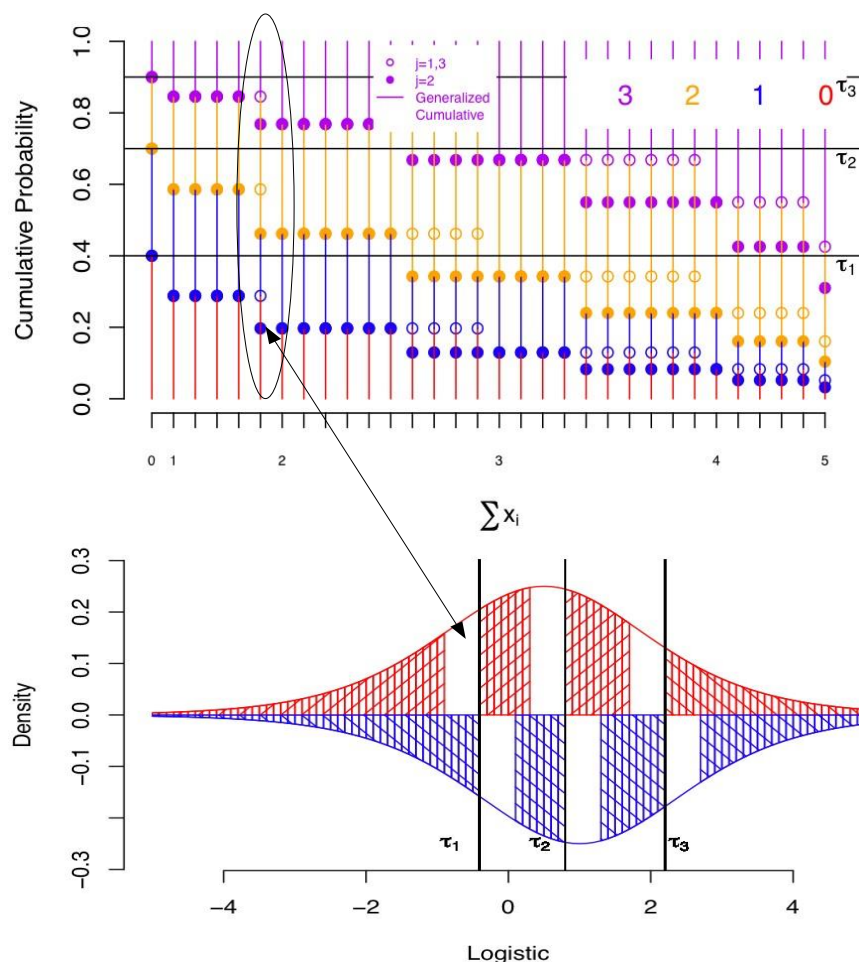 1.0
j=1,3
j=2
Generalized
Cumulative
3 2 1 0
τ3
0.8
τ2
0.6
Cumulative Probability
0.4
τ1
0.2
0.0
0 1 2 3 4 5
∑ xi
0.3
0.2
0.1
0.0
Density
−0.1
−0.3
τ1 τ2 τ3
−4 −2 0 2 4
Logistic